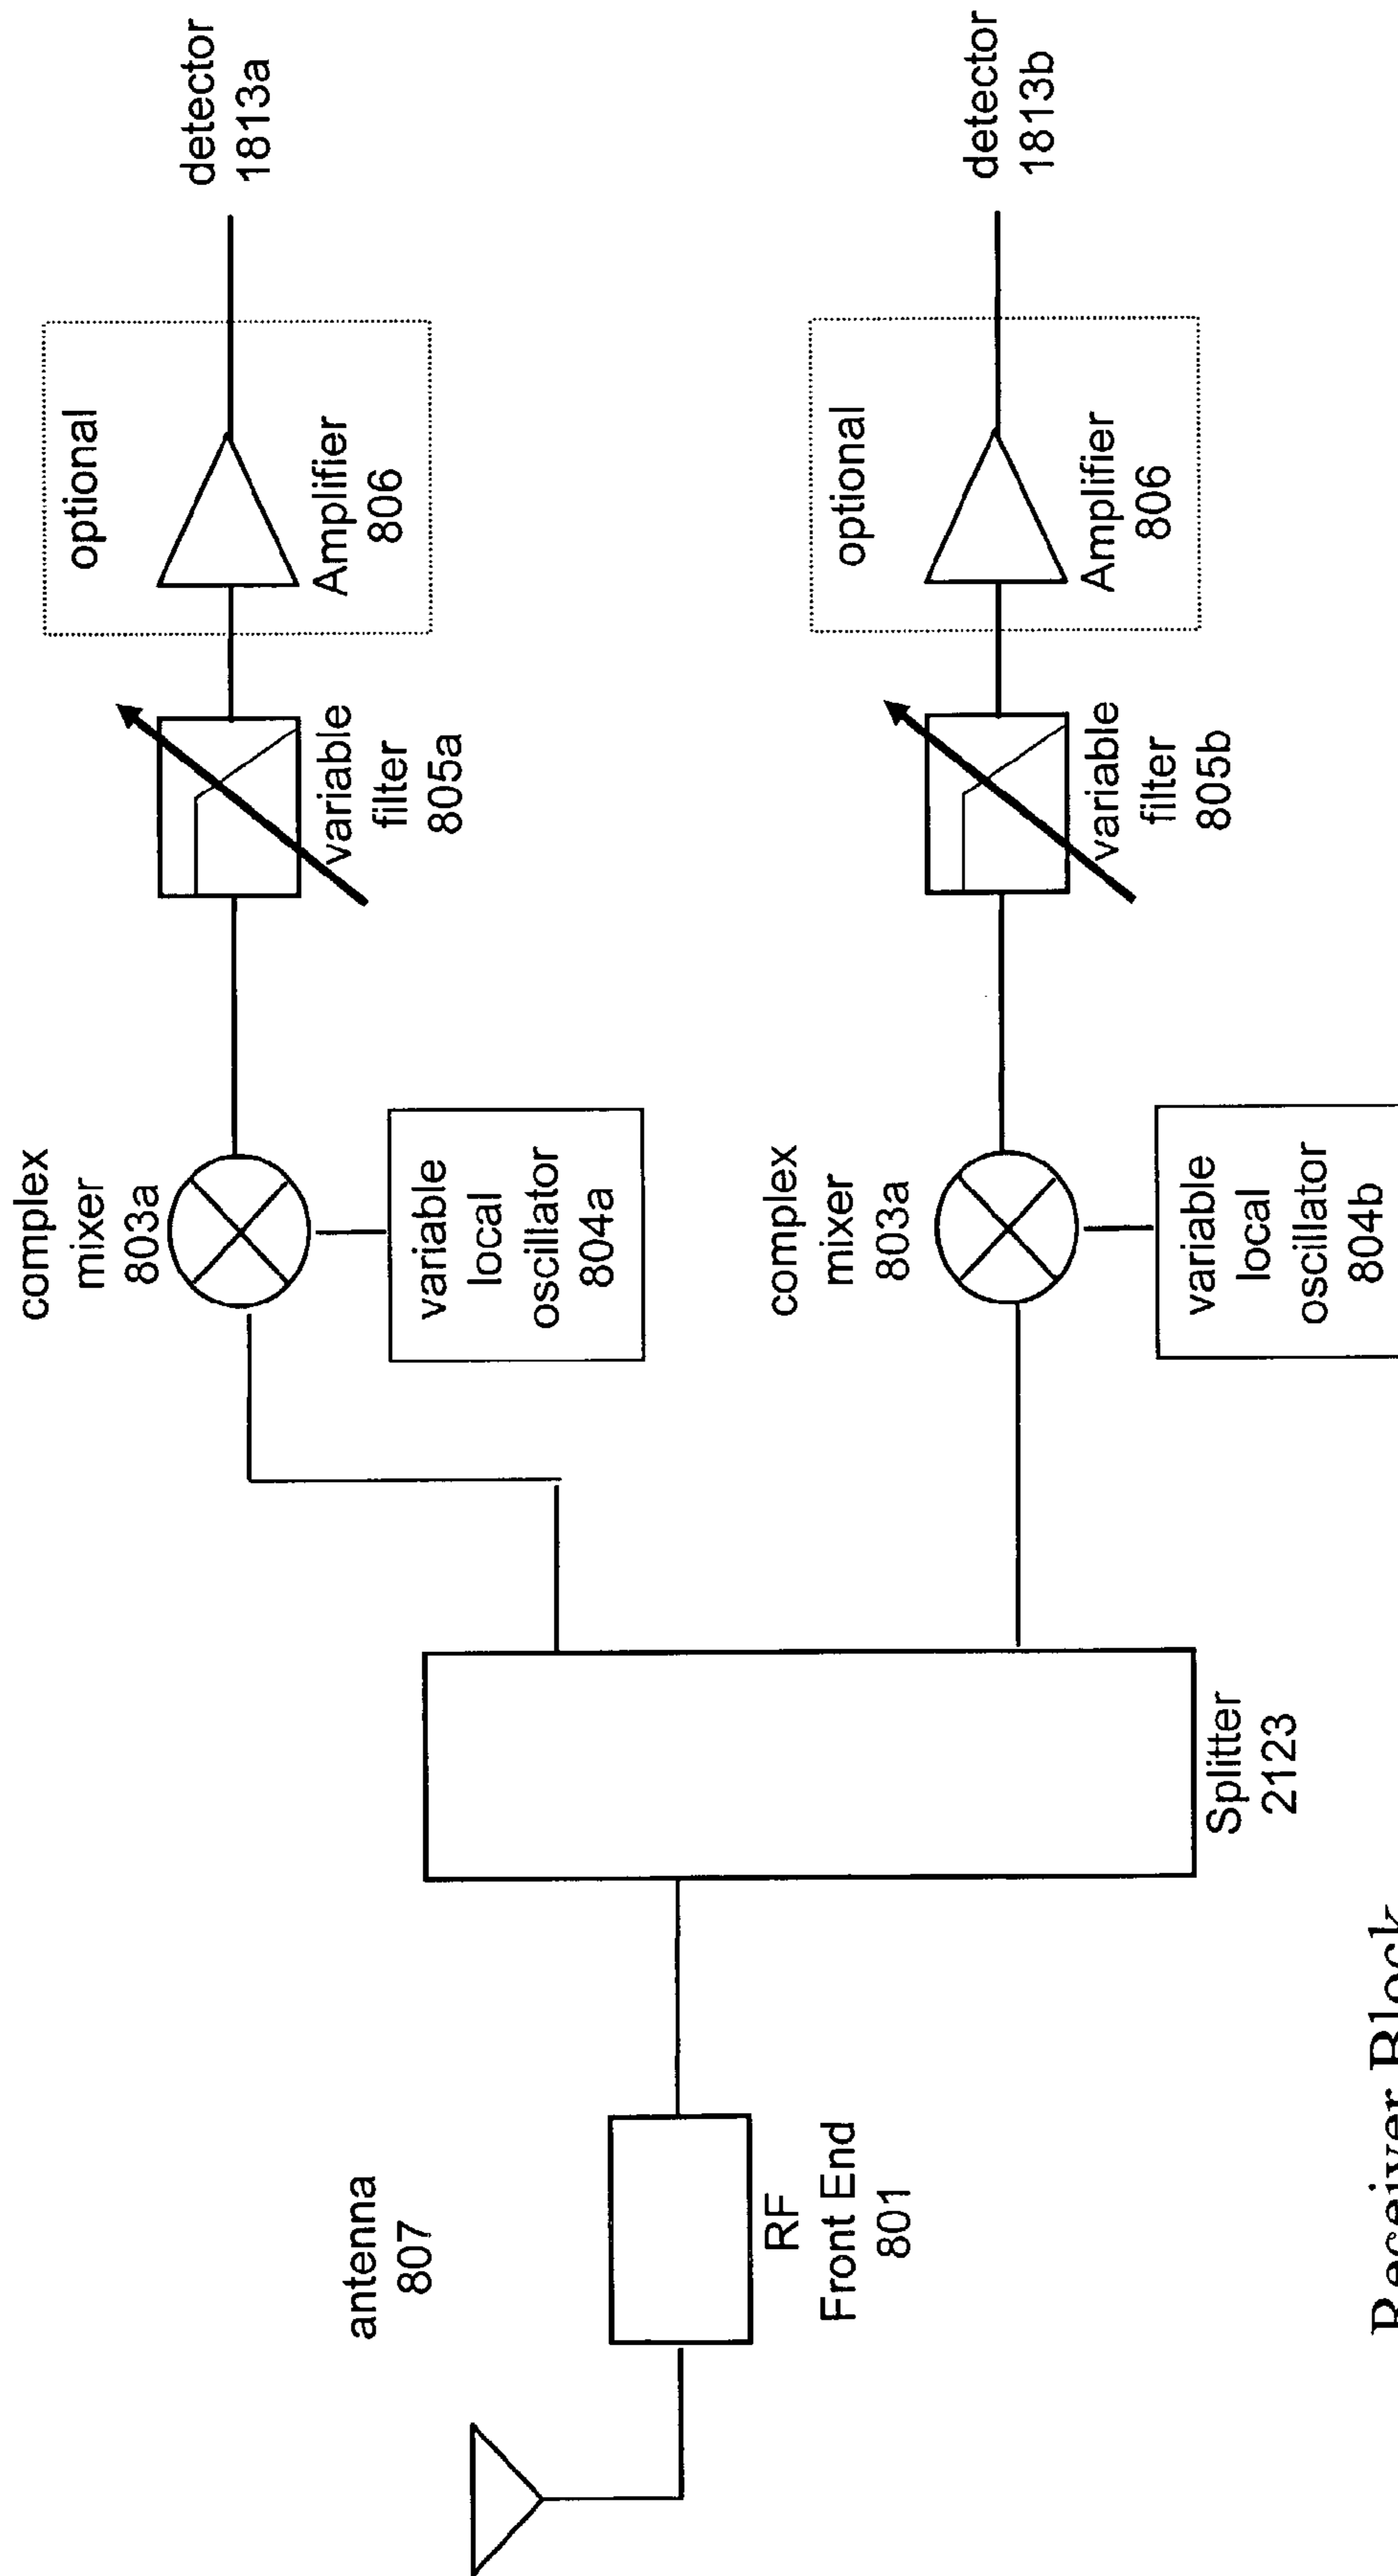 antenna
807
RF
Front End
801
Splitter
2123
complex
mixer
803a
variable
local
oscillator
804a
variable
filter
805a
optional
Amplifier
806
detector
1813a
complex
mixer
803a
variable
local
oscillator
804b
variable
filter
805b
optional
Amplifier
806
detector
1813b
Receiver Block